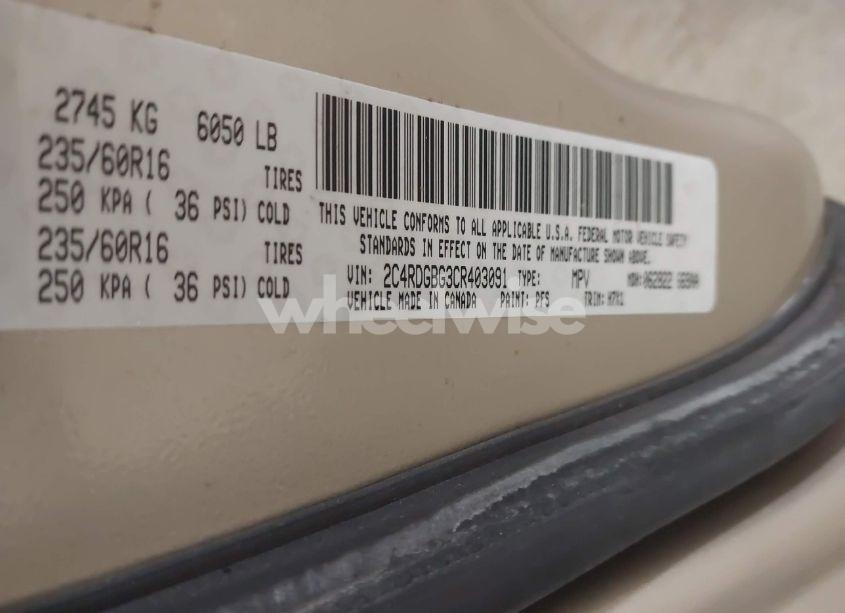 2745 KG 6050 LB
235/60R16 TIRES
250 KPA ( 36 PSI) COLD
235/60R16 TIRES
250 KPA ( 36 PSI) COLD
THIS VEHICLE CONFORMS TO ALL APPLICABLE U.S.A. FEDERAL MOTOR VEHICLE SAFETY
STANDARDS IN EFFECT ON THE DATE OF MANUFACTURE SHOWN ABOVE.
VIN: 2C4RDGBG3CR403091 TYPE: MPV MDH:
VEHICLE MADE IN CANADA PAINT: PFS TRIM:
wheelwise